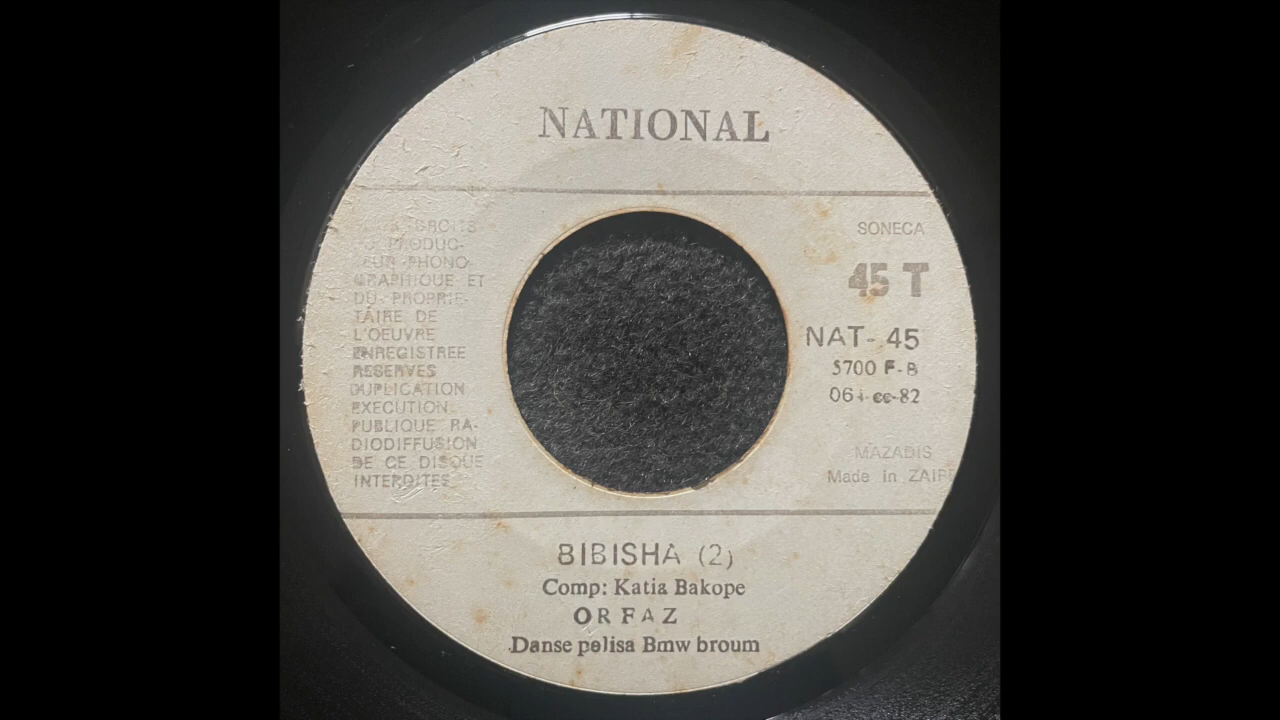 NATIONAL
DROITS
PRODUC-
PHONO-
GRAPHIQUE ET
DU PROPRIE-
TAIRE DE
L'OEUVRE
ENREGISTREE
RESERVES
DUPLICATION
EXECUTION
PUBLIQUE RA-
DIODIFFUSION
DE CE DISQUE
INTERDITES
SONECA
45 T
NAT- 45
5700 F-B
MAZADIS
Made in ZAIR
BIBISHA (2)
Comp: Katia Bakope
ORFAZ
Danse polisa Bmw broum